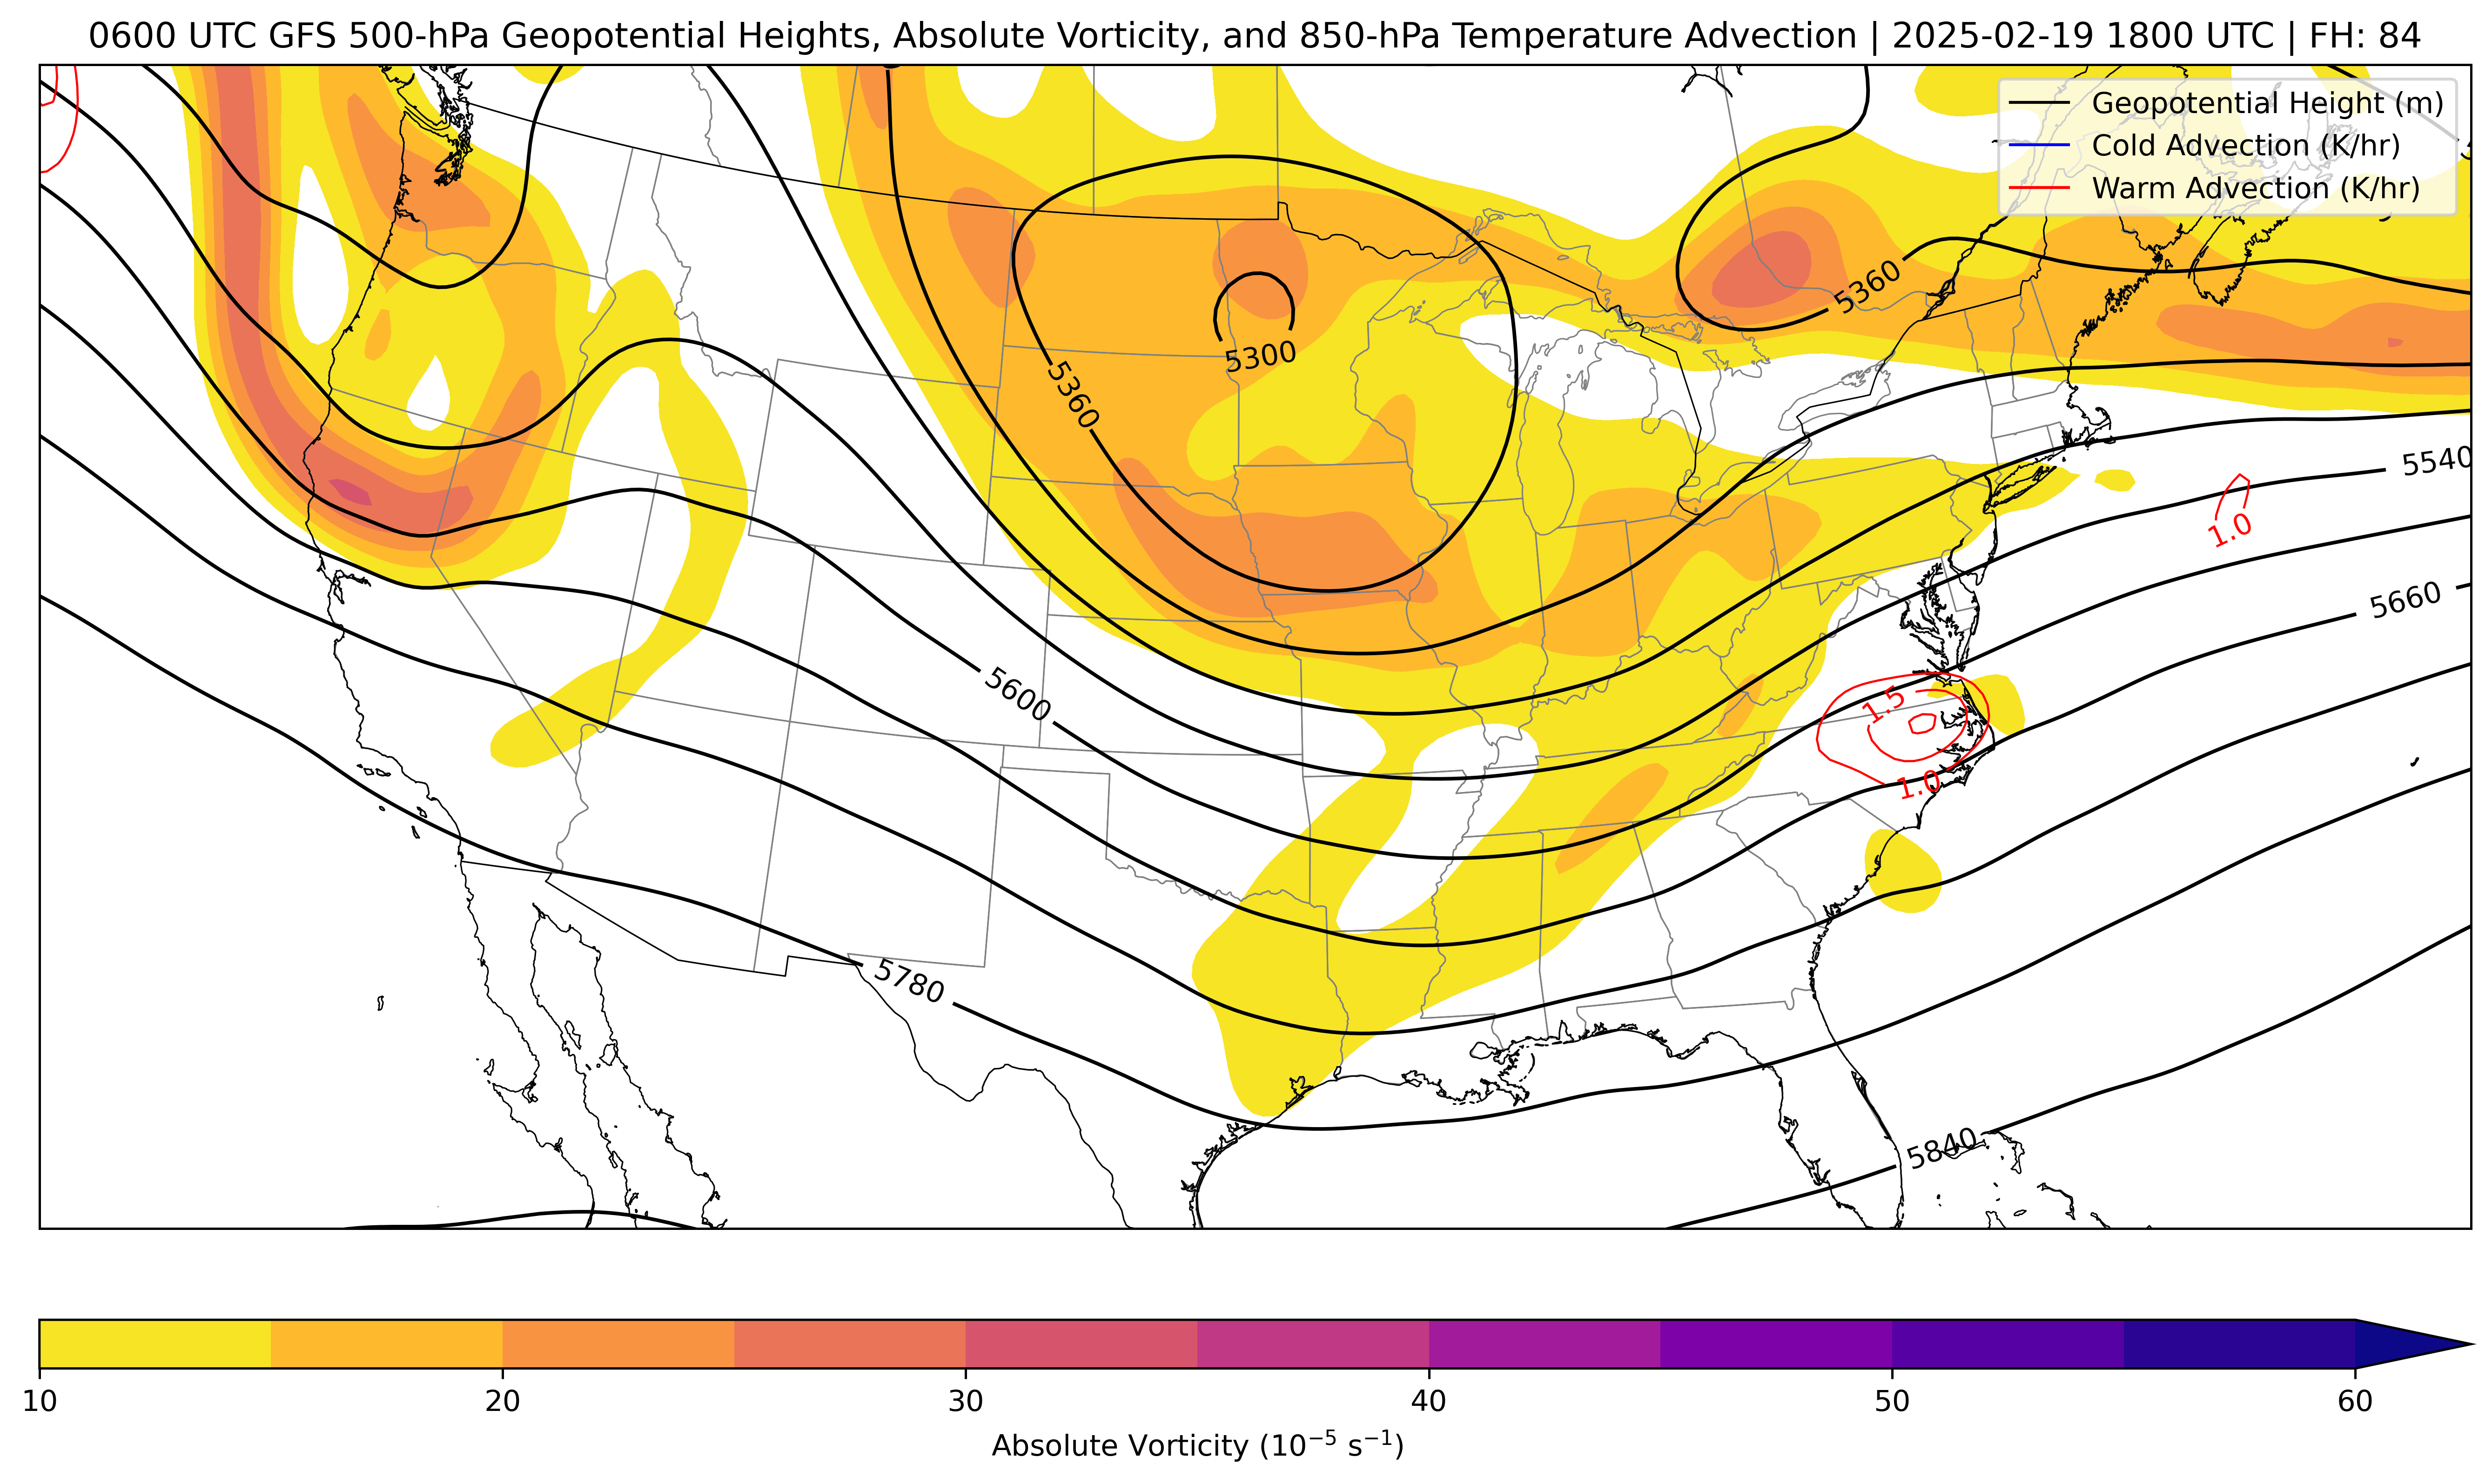 0600 UTC GFS 500-hPa Geopotential Heights, Absolute Vorticity, and 850-hPa Temperature Advection | 2025-02-19 1800 UTC | FH: 84
Geopotential Height (m)
Cold Advection (K/hr)
Warm Advection (K/hr)
5360
5300
5360
5540
1.0
5660
5600
1.5
1.0
5780
5840
10 20 30 40 50 60
Absolute Vorticity (10⁻⁵ s⁻¹)